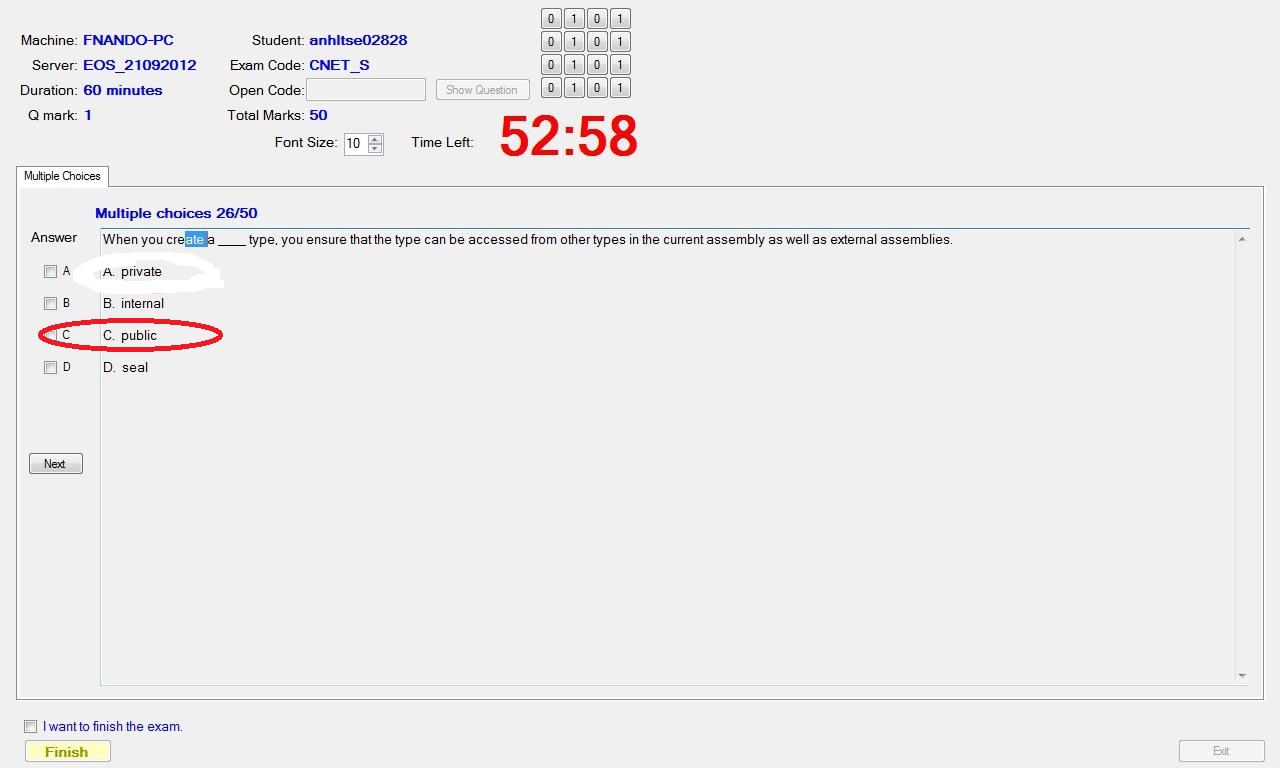 0 1 0 1
Machine: FNANDO-PC Student: anhltse02828
0 1 0 1
Server: EOS_21092012 Exam Code: CNET_S
0 1 0 1
Duration: 60 minutes Open Code: Show Question
0 1 0 1
Q mark: 1 Total Marks: 50
Font Size: 10 Time Left: 52:58
Multiple Choices
Multiple choices 26/50
Answer
When you create a ____ type, you ensure that the type can be accessed from other types in the current assembly as well as external assemblies.
A A. private
B B. internal
C C. public
D D. seal
Next
I want to finish the exam.
Finish Exit